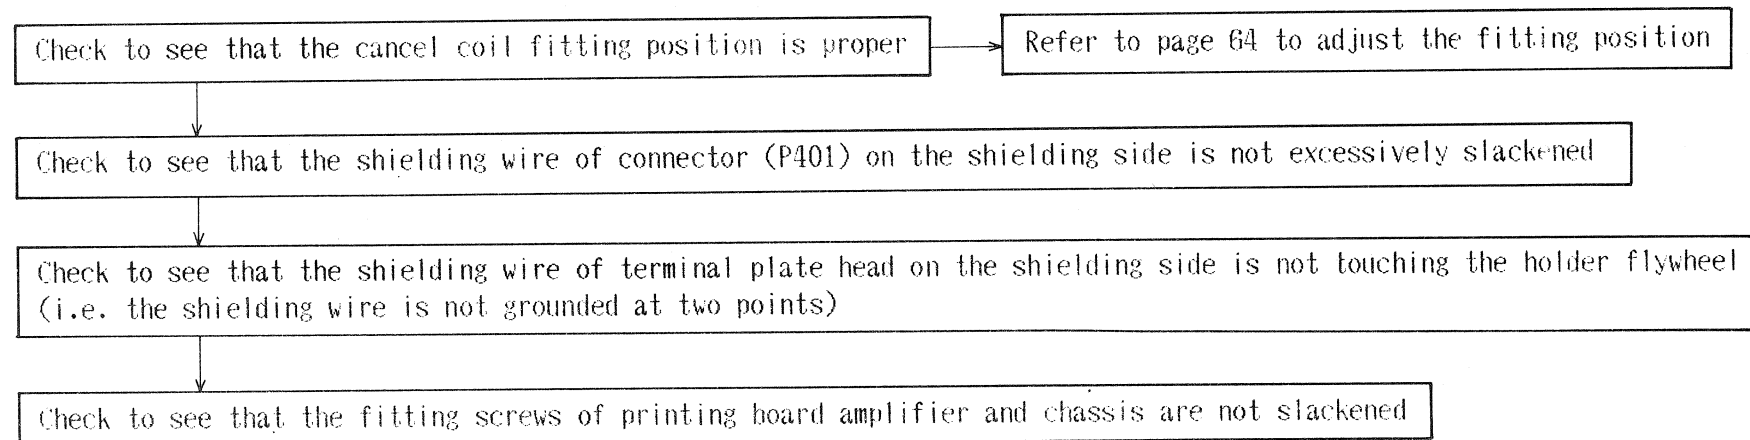 Check to see that the cancel coil fitting position is proper
Refer to page 64 to adjust the fitting position
Check to see that the shielding wire of connector (P401) on the shielding side is not excessively slackened
Check to see that the shielding wire of terminal plate head on the shielding side is not touching the holder flywheel
(i.e. the shielding wire is not grounded at two points)
Check to see that the fitting screws of printing board amplifier and chassis are not slackened